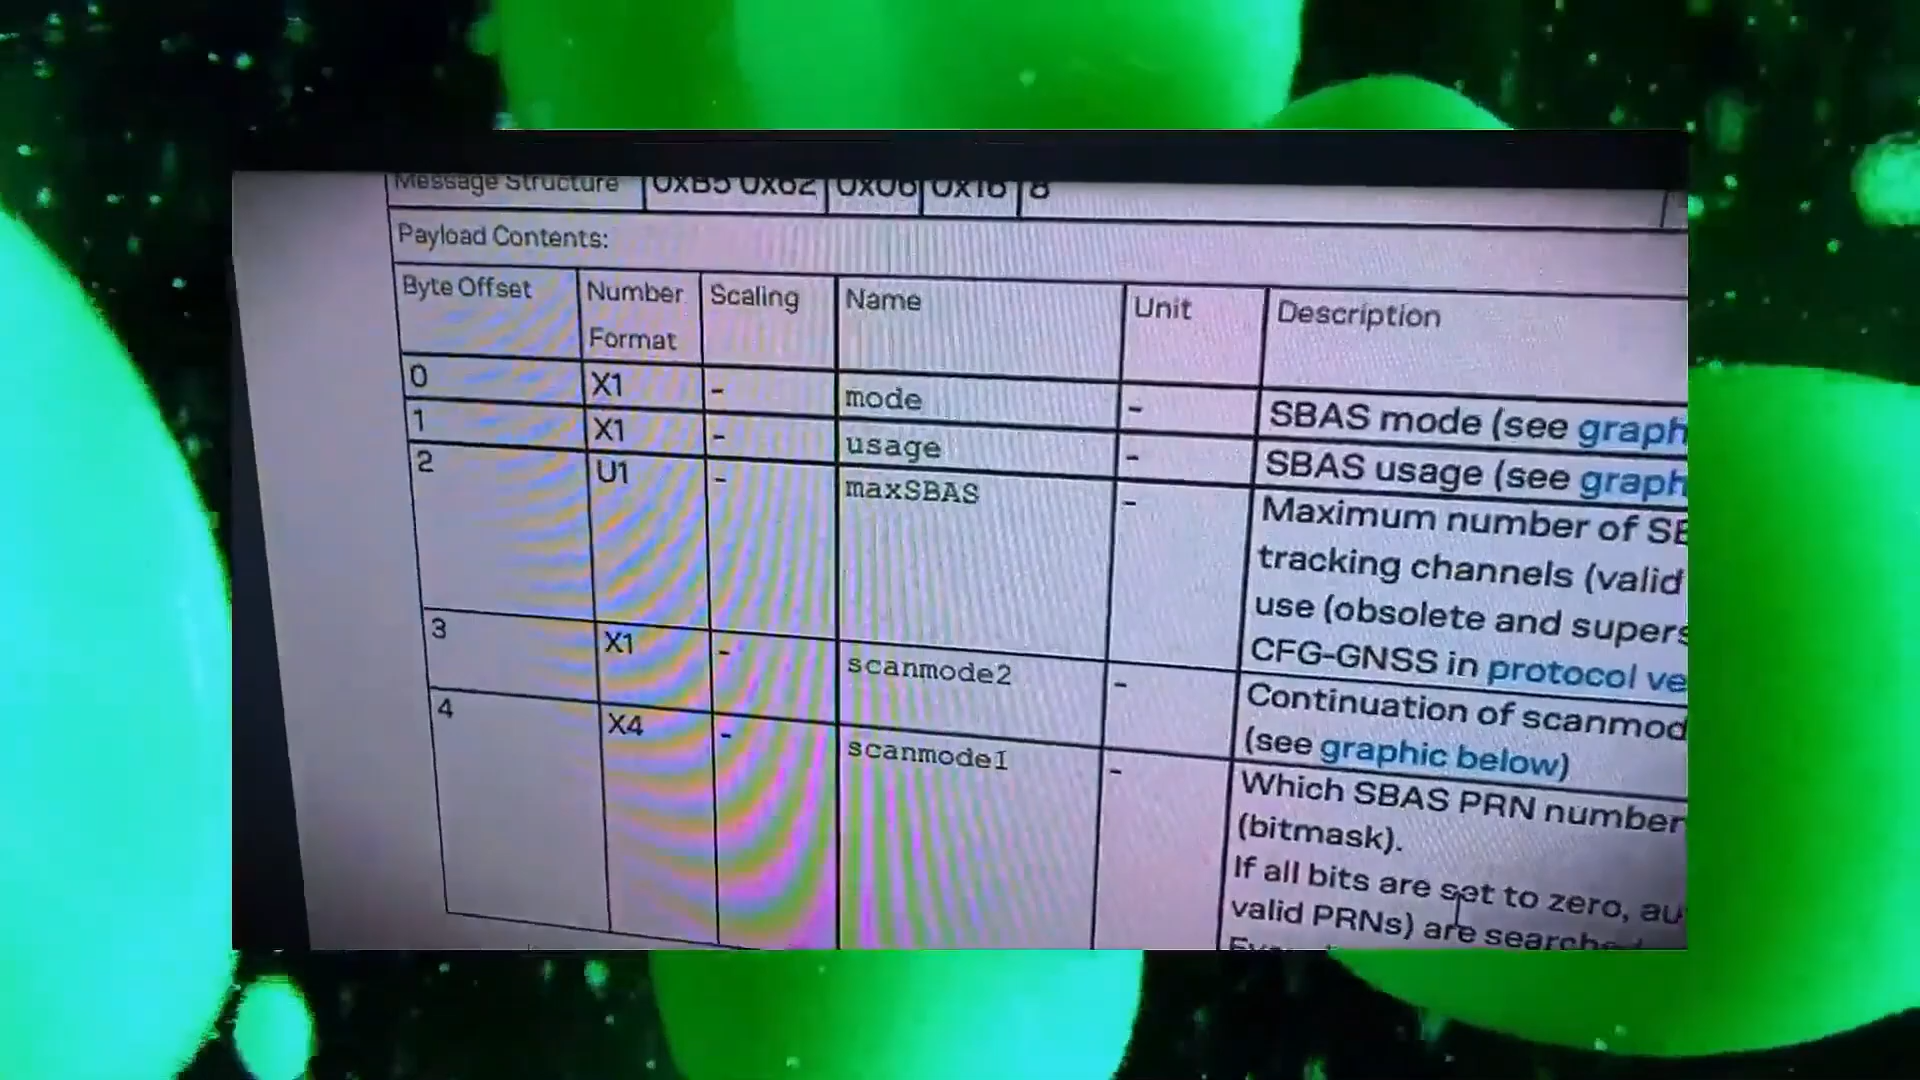 Message Structure 0xB5 0x62 0x06 0x16 8
Payload Contents:
Byte Offset Number Format Scaling Name Unit Description
0 X1 - mode - SBAS mode (see graph
1 X1 - usage - SBAS usage (see graph
2 U1 - maxSBAS - Maximum number of SB
tracking channels (valid
use (obsolete and supers
CFG-GNSS in protocol ve
3 X1 - scanmode2 - Continuation of scanmod
(see graphic below)
4 X4 - scanmode1 - Which SBAS PRN number
(bitmask).
If all bits are set to zero, au
valid PRNs) are searched